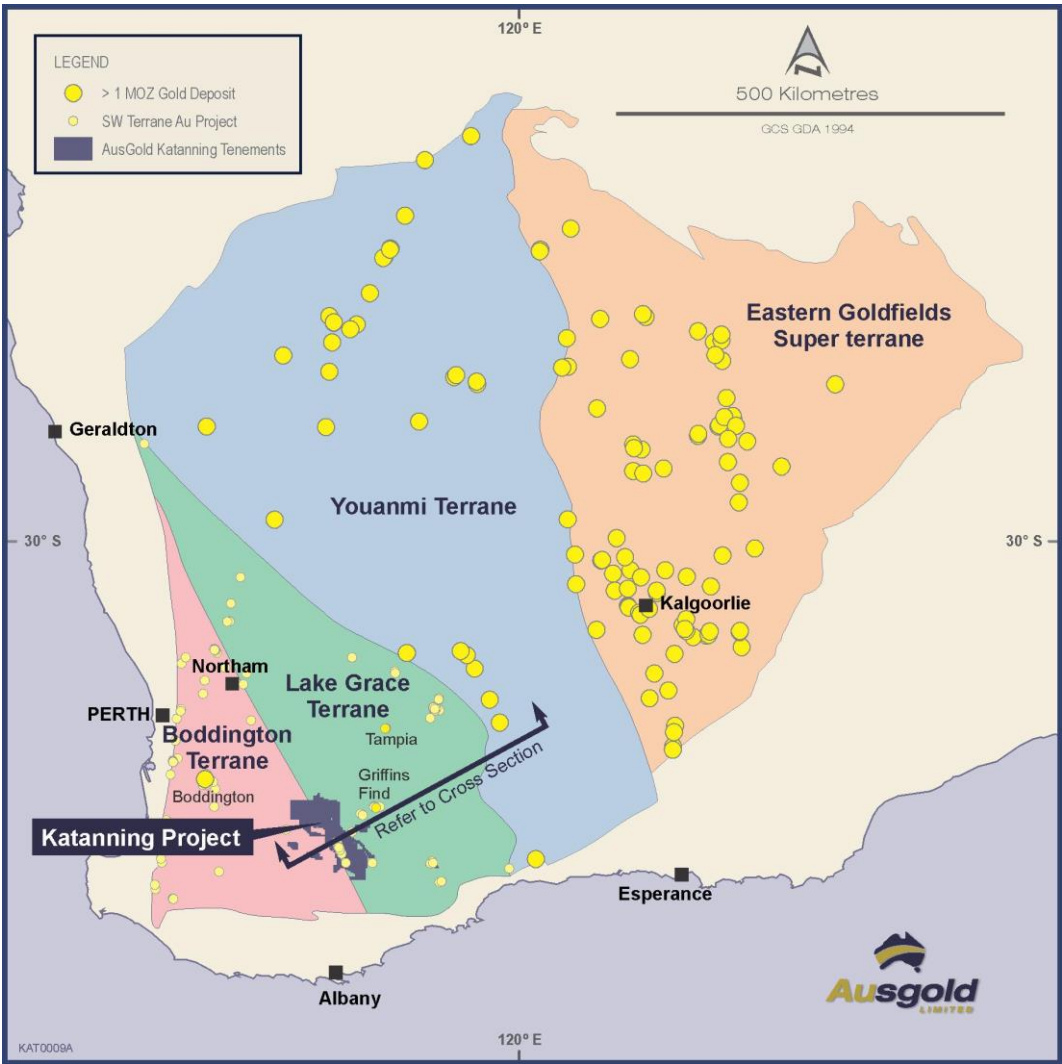 120° E
LEGEND
> 1 MOZ Gold Deposit
SW Terrane Au Project
AusGold Katanning Tenements
N
500 Kilometres
GCS GDA 1994
Eastern Goldfields
Super terrane
Geraldton
Youanmi Terrane
30° S
30° S
Kalgoorlie
Northam
Lake Grace
Terrane
PERTH
Boddington
Terrane
Tampia
Boddington
Griffins
Find
Refer to Cross Section
Katanning Project
Esperance
Albany
Ausgold
LIMITED
KAT0009A
120° E